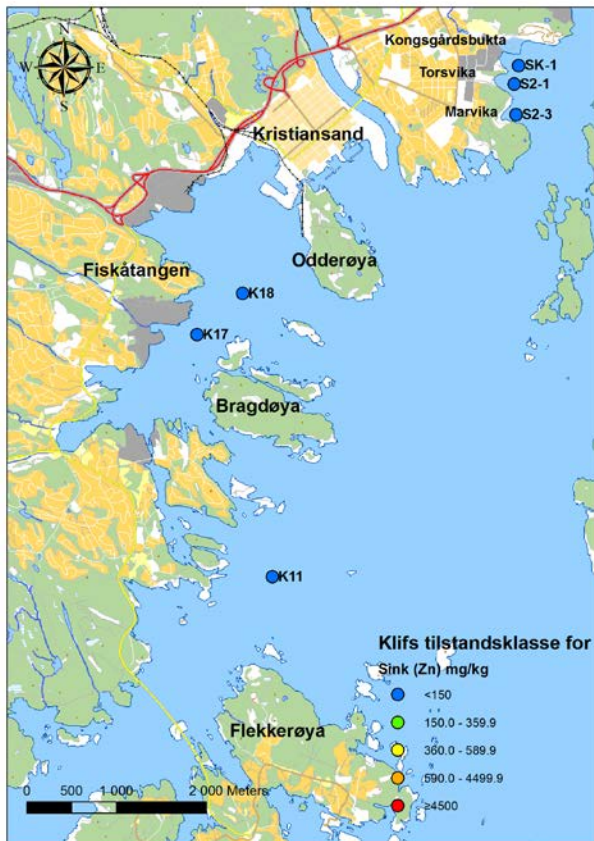 N
W E
S
Kongsgårdsbukta
SK-1
Torsvika
S2-1
Marvika
S2-3
Kristiansand
Odderøya
Fiskåtangen
K18
K17
Bragdøya
K11
Klifs tilstandsklasse for
Sink (Zn) mg/kg
<150
150.0 - 359.9
360.0 - 589.9
590.0 - 4499.9
≥4500
Flekkerøya
0 500 1 000 2 000 Meters